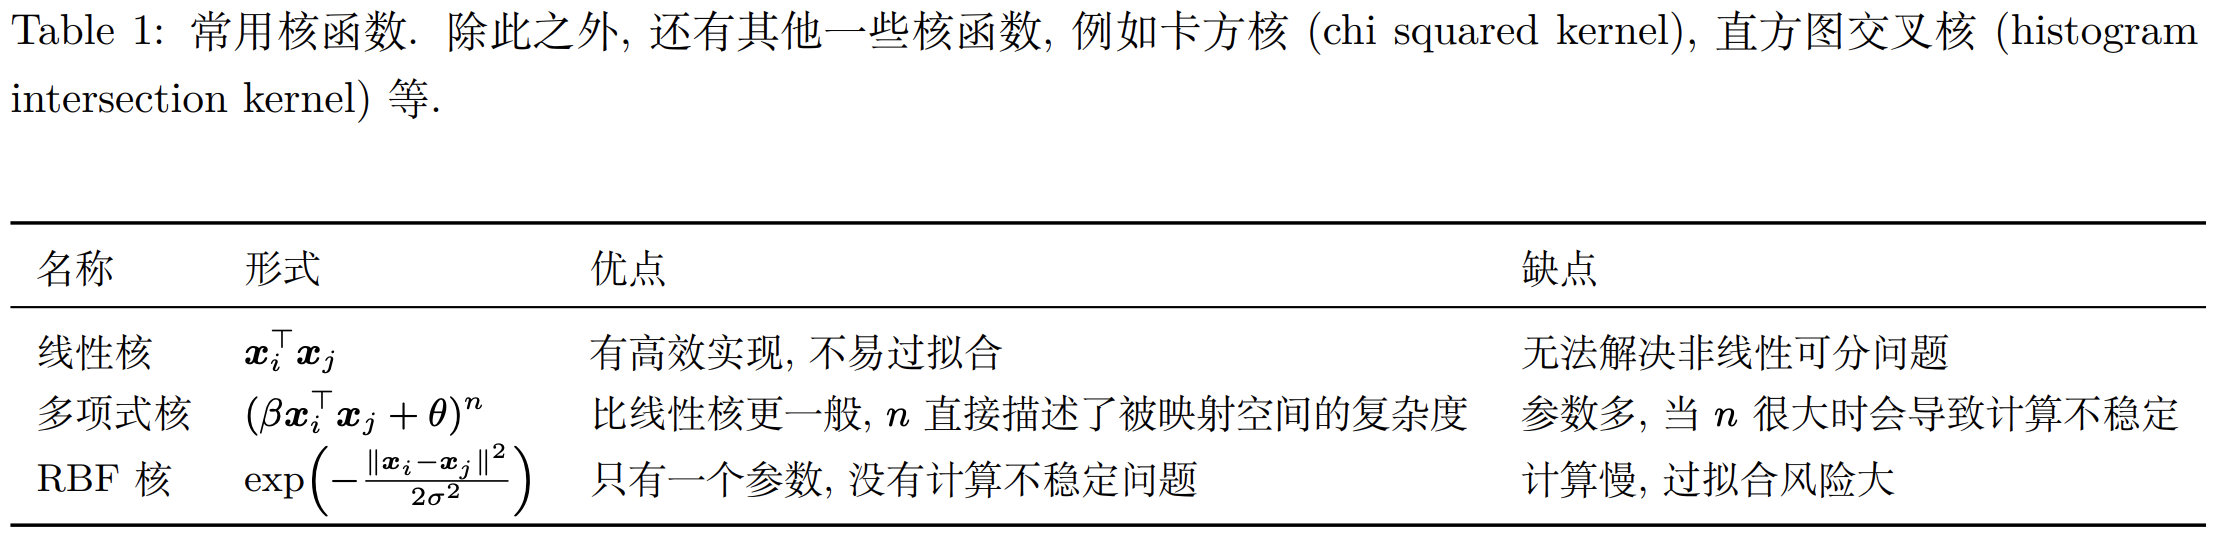 Table 1: 常用核函数. 除此之外, 还有其他一些核函数, 例如卡方核 (chi squared kernel), 直方图交叉核 (histogram
intersection kernel) 等.
名称 形式 优点 缺点
线性核 $\boldsymbol{x}_i^\top \boldsymbol{x}_j$ 有高效实现, 不易过拟合 无法解决非线性可分问题
多项式核 $(\beta \boldsymbol{x}_i^\top \boldsymbol{x}_j + \theta)^n$ 比线性核更一般, $n$ 直接描述了被映射空间的复杂度 参数多, 当 $n$ 很大时会导致计算不稳定
RBF 核 $\exp\left(-\frac{\|\boldsymbol{x}_i - \boldsymbol{x}_j\|^2}{2\sigma^2}\right)$ 只有一个参数, 没有计算不稳定问题 计算慢, 过拟合风险大